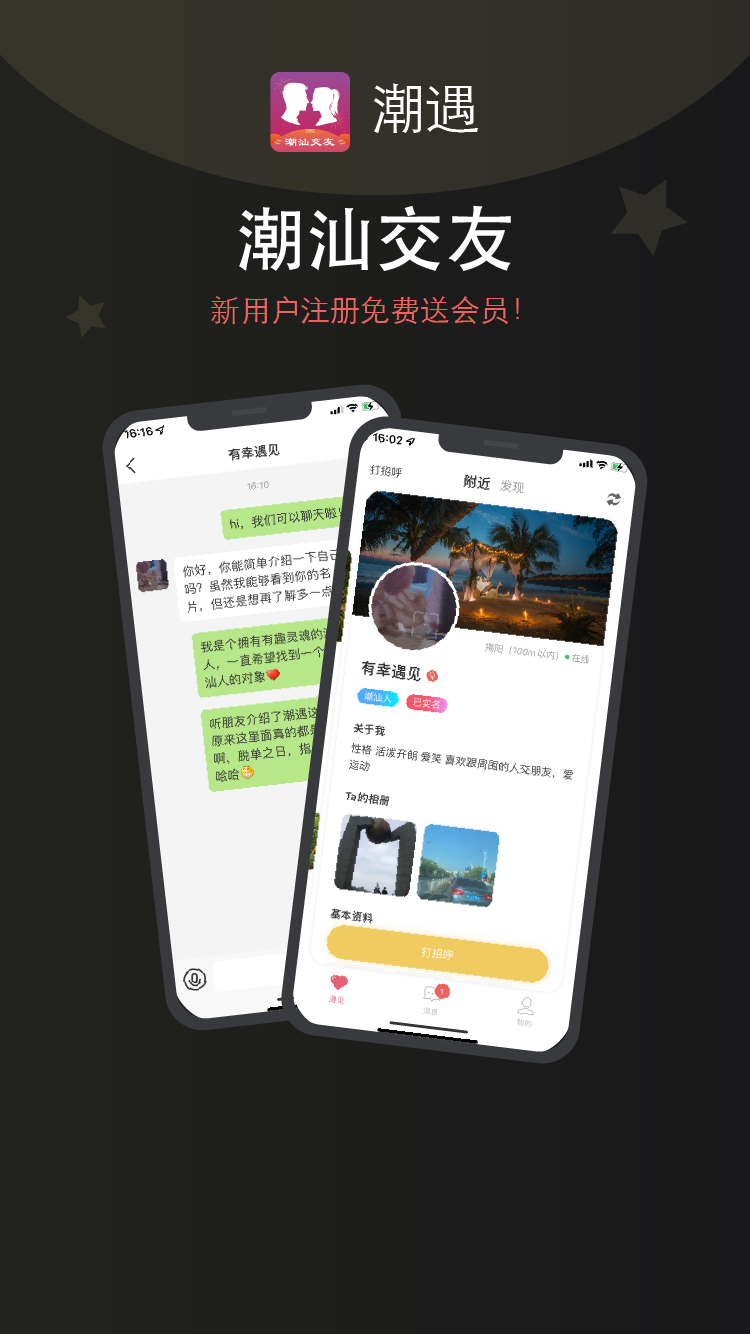 潮汕交友
潮遇
潮汕交友
新用户注册免费送会员！
16:16
有幸遇见
16:10
hi，我们可以聊天啦！
你好，你能简单介绍一下自己
吗？虽然我能够看到你的名
片，但还是想再了解多一点
我是个拥有有趣灵魂的
人，一直希望找到一个
汕人的对象❤️
听朋友介绍了潮遇这
原来这里面真的都是
啊、脱单之日，指
哈哈😁
16:02
打招呼
附近 发现
揭阳（100m以内）
在线
有幸遇见
潮汕人 已实名
关于我
性格 活泼开朗 爱笑 喜欢跟周围的人交朋友，爱
运动
Ta的相册
基本资料
打招呼
1
遇见 消息 我的